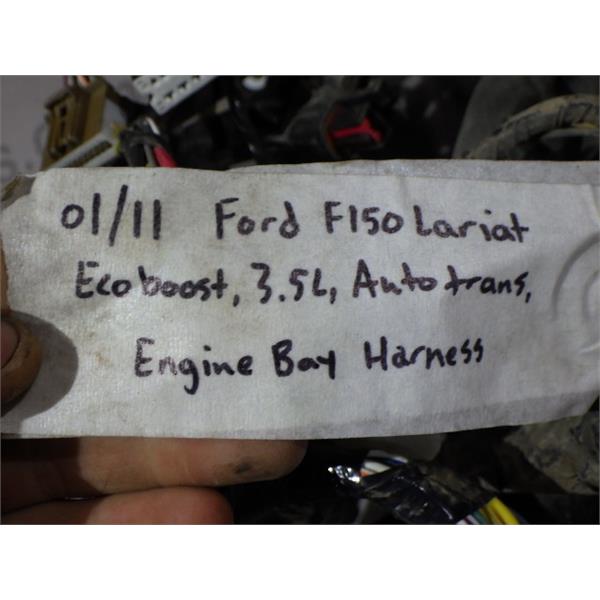 01/11 Ford F150 Lariat
Ecoboost, 3.5L, Auto trans,
Engine Bay Harness